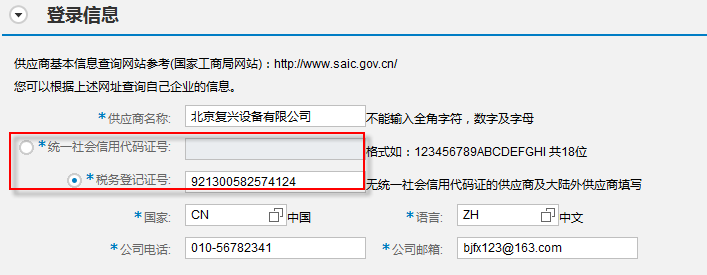 登录信息
供应商基本信息查询网站参考(国家工商局网站)：http://www.saic.gov.cn/
您可以根据上述网址查询自己企业的信息。
*供应商名称: 北京复兴设备有限公司 不能输入全角字符，数字及字母
*统一社会信用代码证号: 格式如：123456789ABCDEFGHI 共18位
*税务登记证号: 921300582574124 无统一社会信用代码证的供应商及大陆外供应商填写
*国家: CN 中国 *语言: ZH 中文
*公司电话: 010-56782341 *公司邮箱: bjfx123@163.com